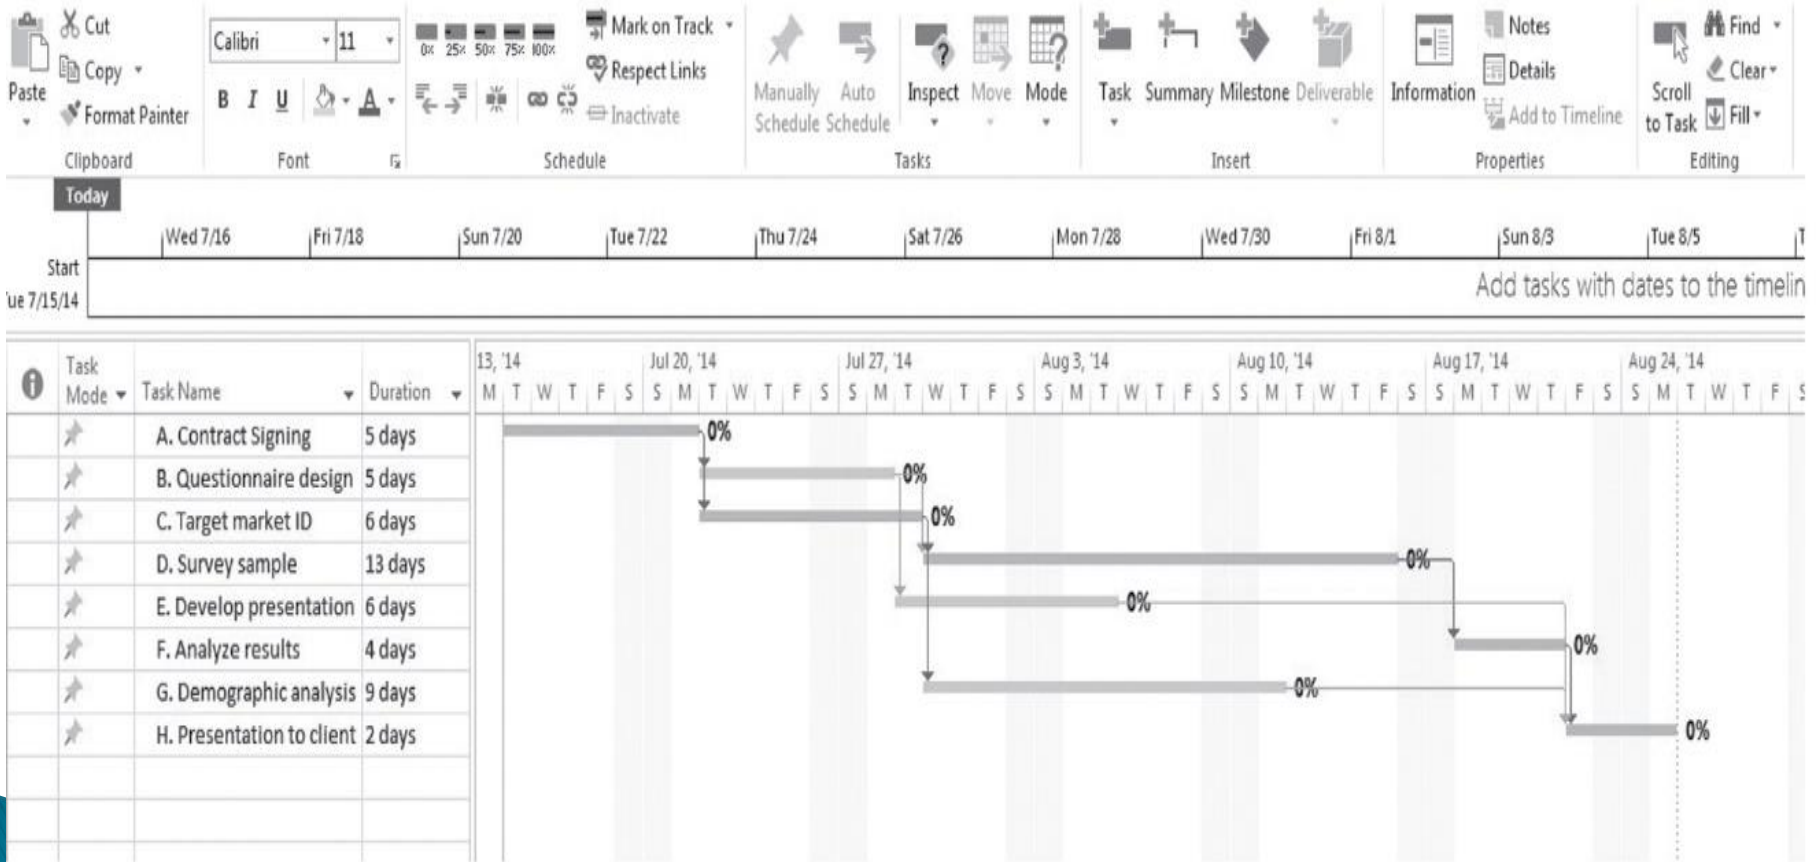 Cut
Copy
Format Painter
Paste
Clipboard
Calibri 11
B I U A
Font
0% 25% 50% 75% 100%
Mark on Track
Respect Links
Inactivate
Schedule
Manually Schedule
Auto Schedule
Inspect
Move
Mode
Tasks
Task
Summary
Milestone
Deliverable
Insert
Information
Notes
Details
Add to Timeline
Properties
Scroll to Task
Find
Clear
Fill
Editing
Today
Wed 7/16 Fri 7/18 Sun 7/20 Tue 7/22 Thu 7/24 Sat 7/26 Mon 7/28 Wed 7/30 Fri 8/1 Sun 8/3 Tue 8/5 T
Start
ue 7/15/14
Add tasks with dates to the timelin
Task Mode Task Name Duration
13, '14 Jul 20, '14 Jul 27, '14 Aug 3, '14 Aug 10, '14 Aug 17, '14 Aug 24, '14
M T W T F S S M T W T F S S M T W T F S S M T W T F S S M T W T F S S M T W T F S S M T W T F S
A. Contract Signing 5 days 0%
B. Questionnaire design 5 days 0%
C. Target market ID 6 days 0%
D. Survey sample 13 days 0%
E. Develop presentation 6 days 0%
F. Analyze results 4 days 0%
G. Demographic analysis 9 days 0%
H. Presentation to client 2 days 0%